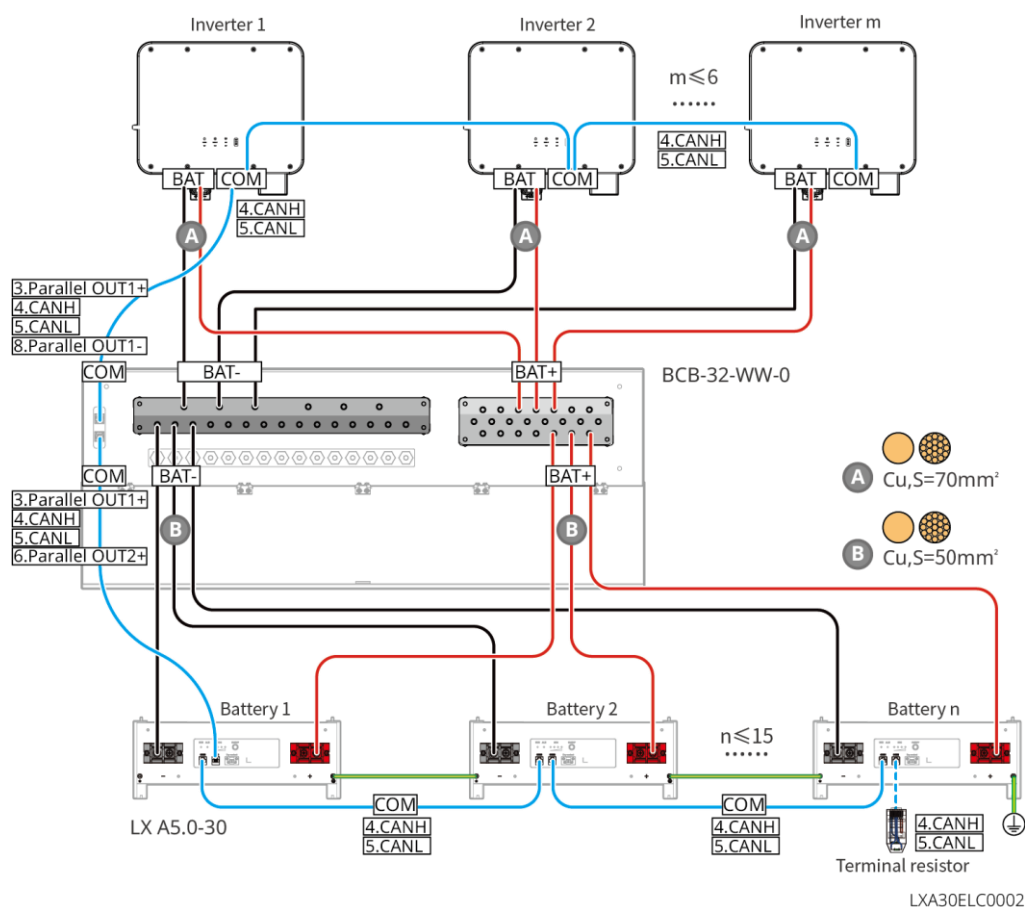 Inverter 1
Inverter 2
Inverter m
m≤6
......
4.CANH
5.CANL
BAT
COM
BAT
COM
BAT
COM
4.CANH
5.CANL
A
A
A
3.Parallel OUT1+
4.CANH
5.CANL
8.Parallel OUT1-
COM
BAT-
BAT+
BCB-32-WW-0
COM
BAT-
BAT+
3.Parallel OUT1+
4.CANH
5.CANL
6.Parallel OUT2+
B
B
A
Cu,S=70mm²
B
Cu,S=50mm²
Battery 1
Battery 2
n≤15
......
Battery n
LX A5.0-30
COM
4.CANH
5.CANL
COM
4.CANH
5.CANL
4.CANH
5.CANL
Terminal resistor
LXA30ELC0002